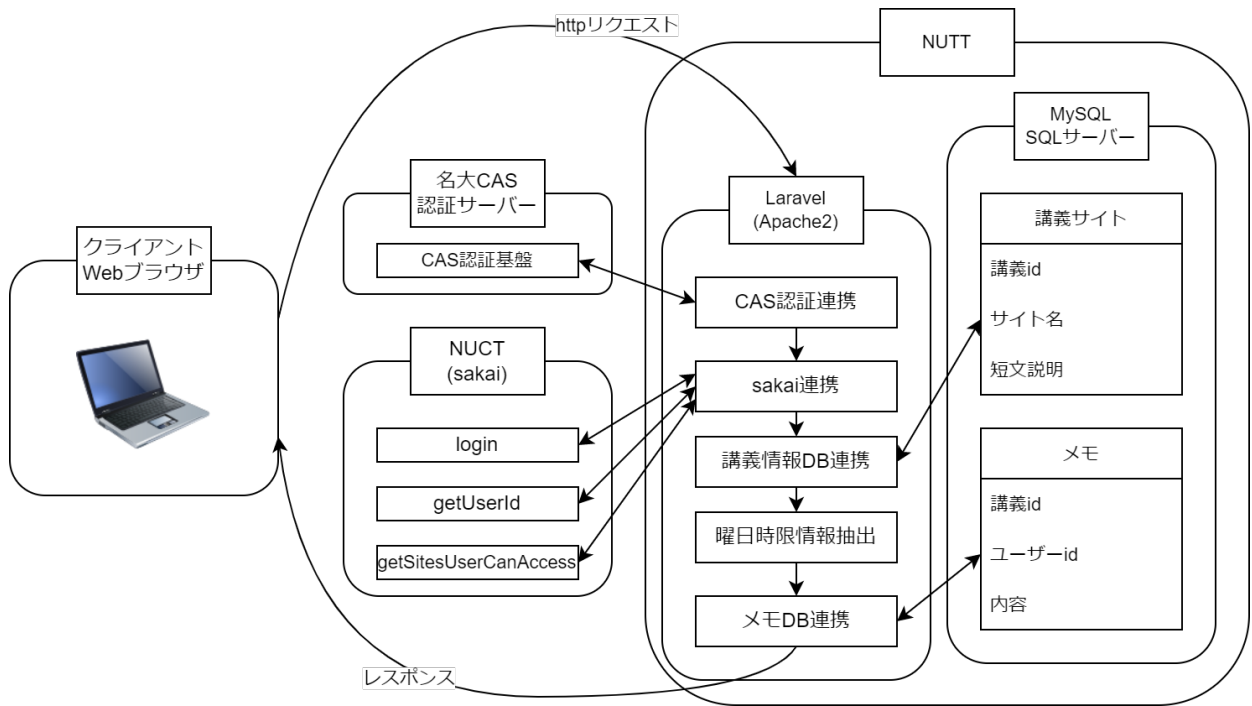 httpリクエスト
NUTT
MySQL
SQLサーバー
名大CAS
認証サーバー
Laravel
(Apache2)
講義サイト
クライアント
Webブラウザ
CAS認証基盤
講義id
CAS認証連携
サイト名
NUCT
(sakai)
短文説明
sakai連携
login
講義情報DB連携
メモ
getUserId
講義id
曜日時限情報抽出
ユーザーid
getSitesUserCanAccess
内容
メモDB連携
レスポンス